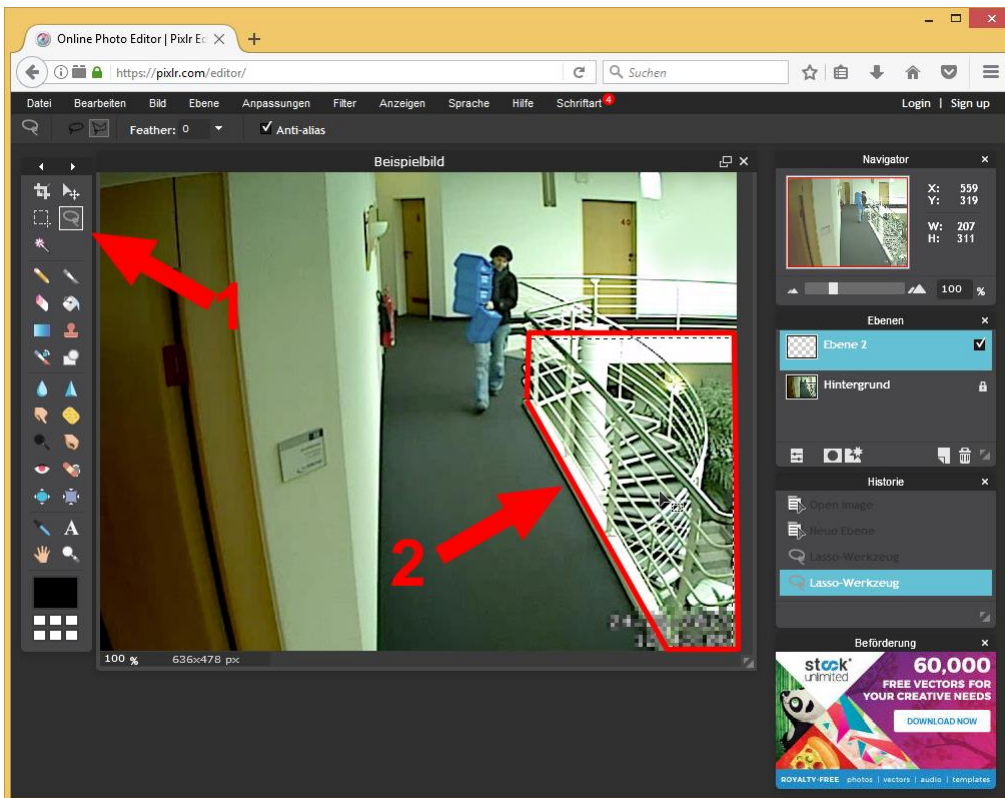 Online Photo Editor | Pixlr Ec
https://pixlr.com/editor/
Suchen
Datei Bearbeiten Bild Ebene Anpassungen Filter Anzeigen Sprache Hilfe Schriftart 4 Login | Sign up
Feather: 0 Anti-alias
Beispielbild
1
2
100 % 636x478 px
Navigator
X: 559
Y: 319
W: 207
H: 311
100 %
Ebenen
Ebene 2
Hintergrund
Historie
Open image
Neue Ebene
Lasso-Werkzeug
Lasso-Werkzeug
Beförderung
stock unlimited
60,000
FREE VECTORS FOR
YOUR CREATIVE NEEDS
DOWNLOAD NOW
ROYALTY-FREE photos | vectors | audio | templates